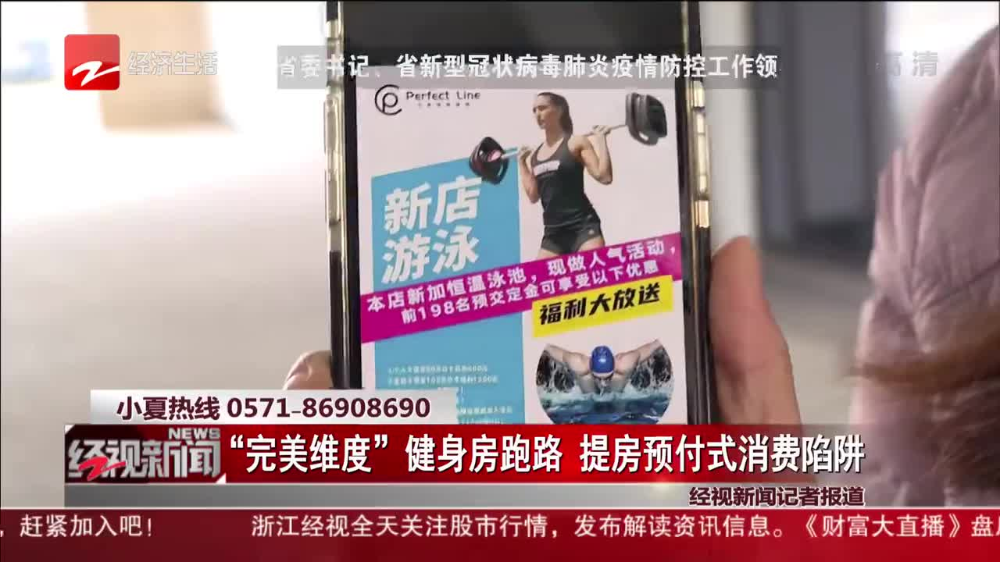 经济生活
省委书记、省新型冠状病毒肺炎疫情防控工作领
高清
Perfect Line
新店
游泳
本店新加恒温泳池，现做人气活动，
前198名预交定金可享受以下优惠
福利大放送
小夏热线 0571-86908690
NEWS
经视新闻
“完美维度”健身房跑路 提房预付式消费陷阱
经视新闻记者报道
，赶紧加入吧！ 浙江经视全天关注股市行情，发布解读资讯信息。《财富大直播》盘